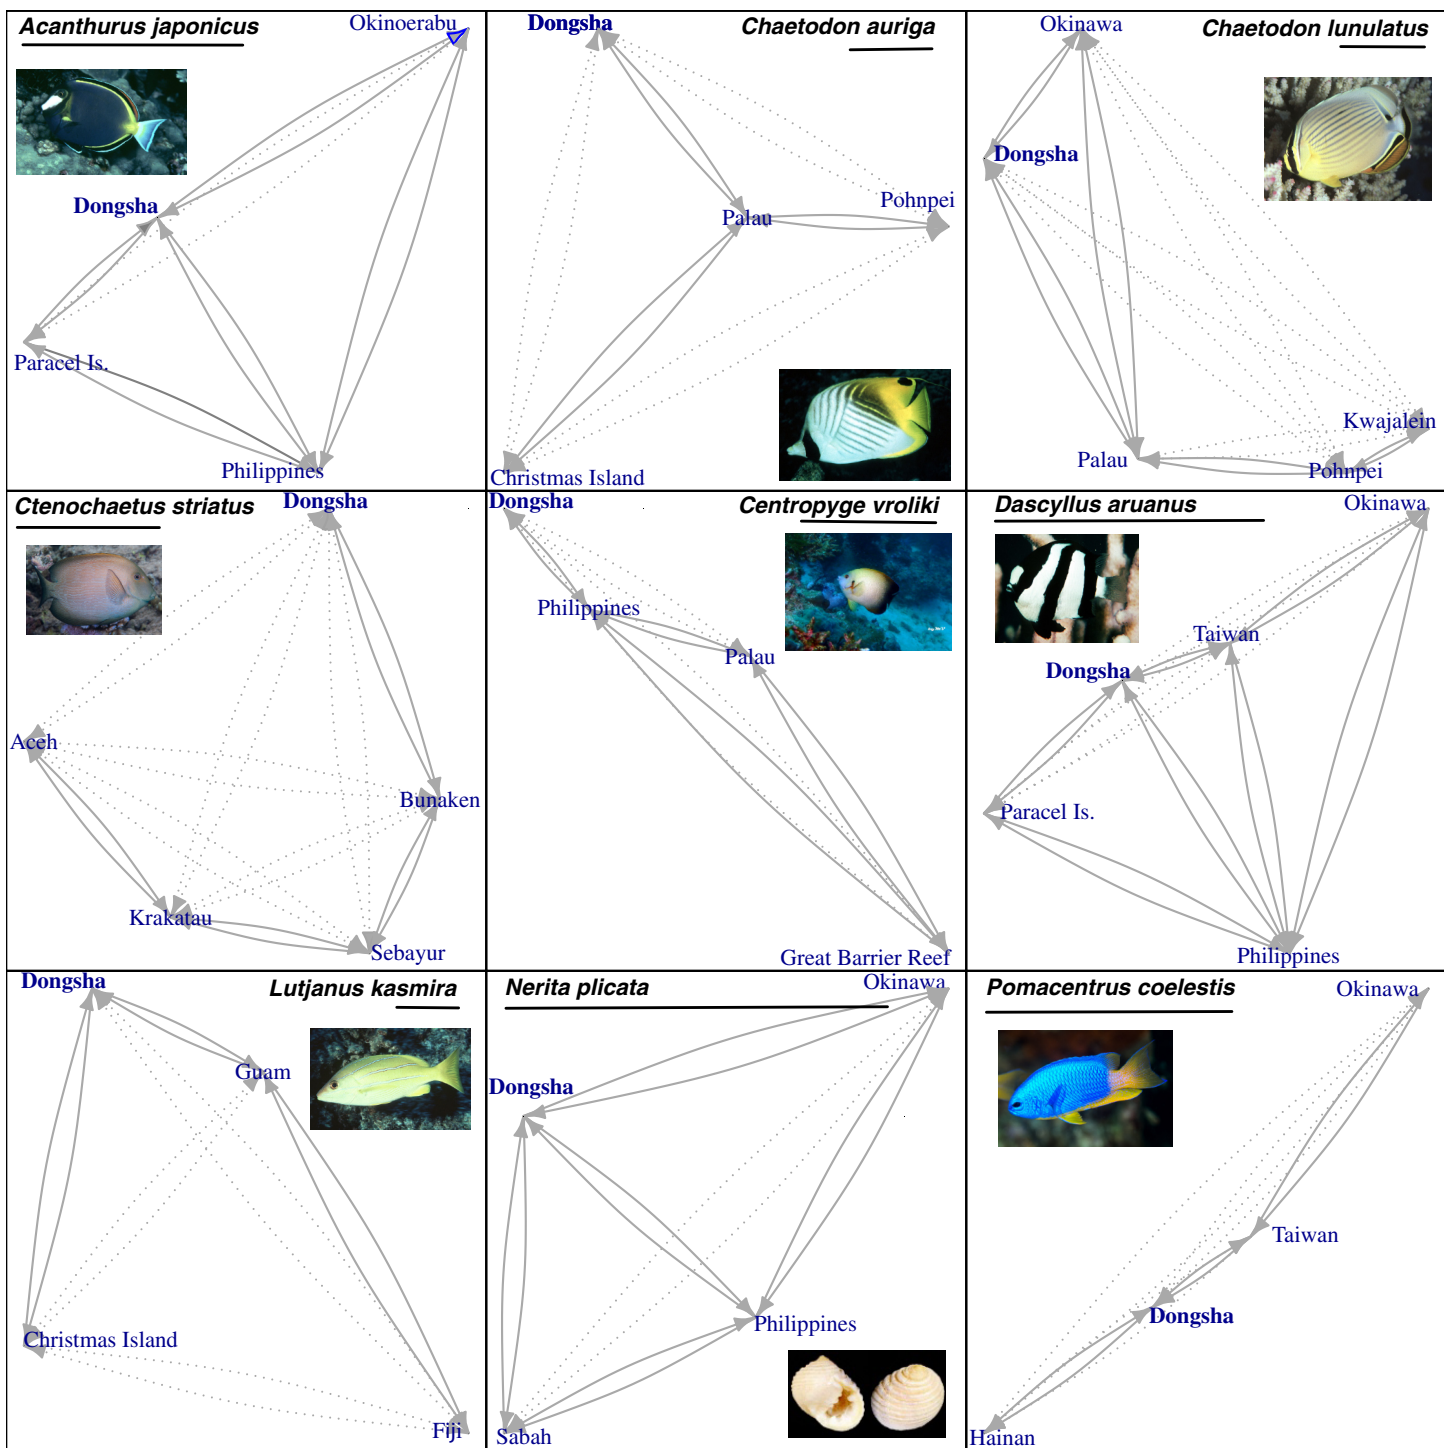 Acanthurus japonicus
Okinoerabu
Dongsha
Paracel Is.
Philippines
Dongsha
Chaetodon auriga
Pohnpei
Palau
Christmas Island
Okinawa
Chaetodon lunulatus
Dongsha
Kwajalein
Palau
Pohnpei
Ctenochaetus striatus
Dongsha
Aceh
Bunaken
Krakatau
Sebayur
Dongsha
Centropyge vroliki
Philippines
Palau
Great Barrier Reef
Dascyllus aruanus
Okinawa
Taiwan
Dongsha
Paracel Is.
Philippines
Dongsha
Lutjanus kasmira
Guam
Christmas Island
Fiji
Nerita plicata
Okinawa
Dongsha
Philippines
Sabah
Pomacentrus coelestis
Okinawa
Taiwan
Dongsha
Hainan